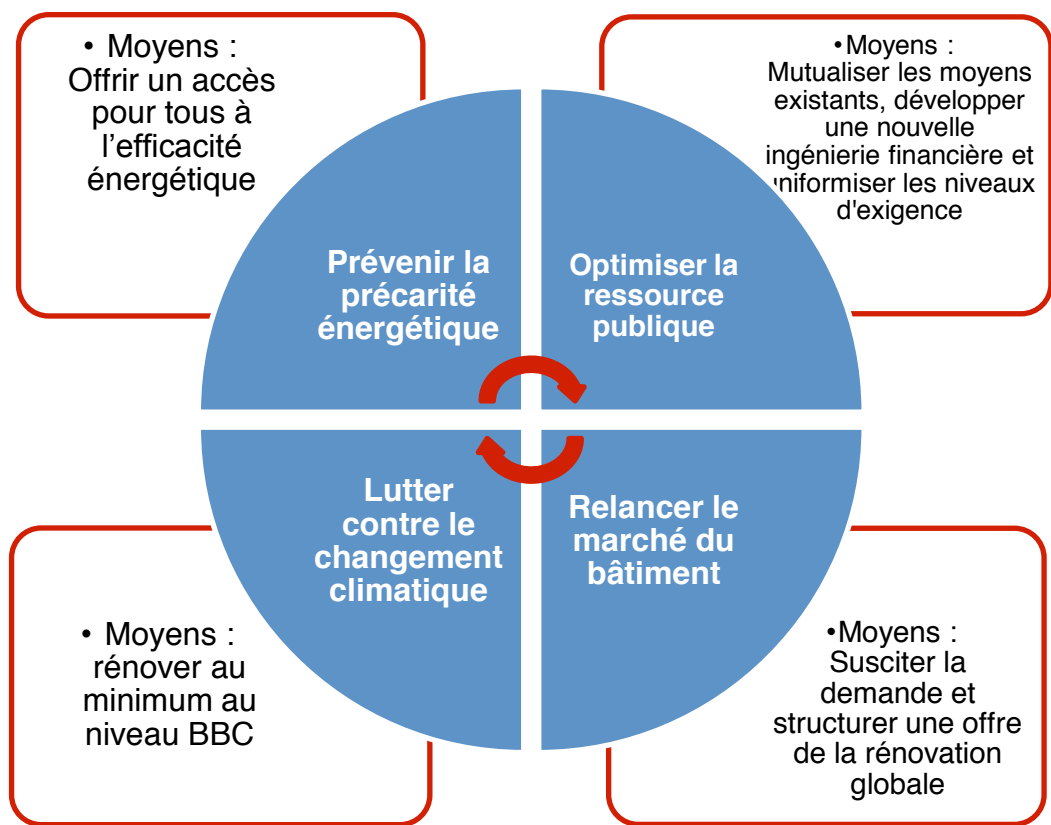 • Moyens :
Offrir un accès
pour tous à
l’efficacité
énergétique
•Moyens :
Mutualiser les moyens
existants, développer
une nouvelle
ingénierie financière et
uniformiser les niveaux
d'exigence
Prévenir la
précarité
énergétique
Optimiser la
ressource
publique
Lutter
contre le
changement
climatique
Relancer le
marché du
bâtiment
• Moyens :
rénover au
minimum au
niveau BBC
•Moyens :
Susciter la
demande et
structurer une offre
de la rénovation
globale